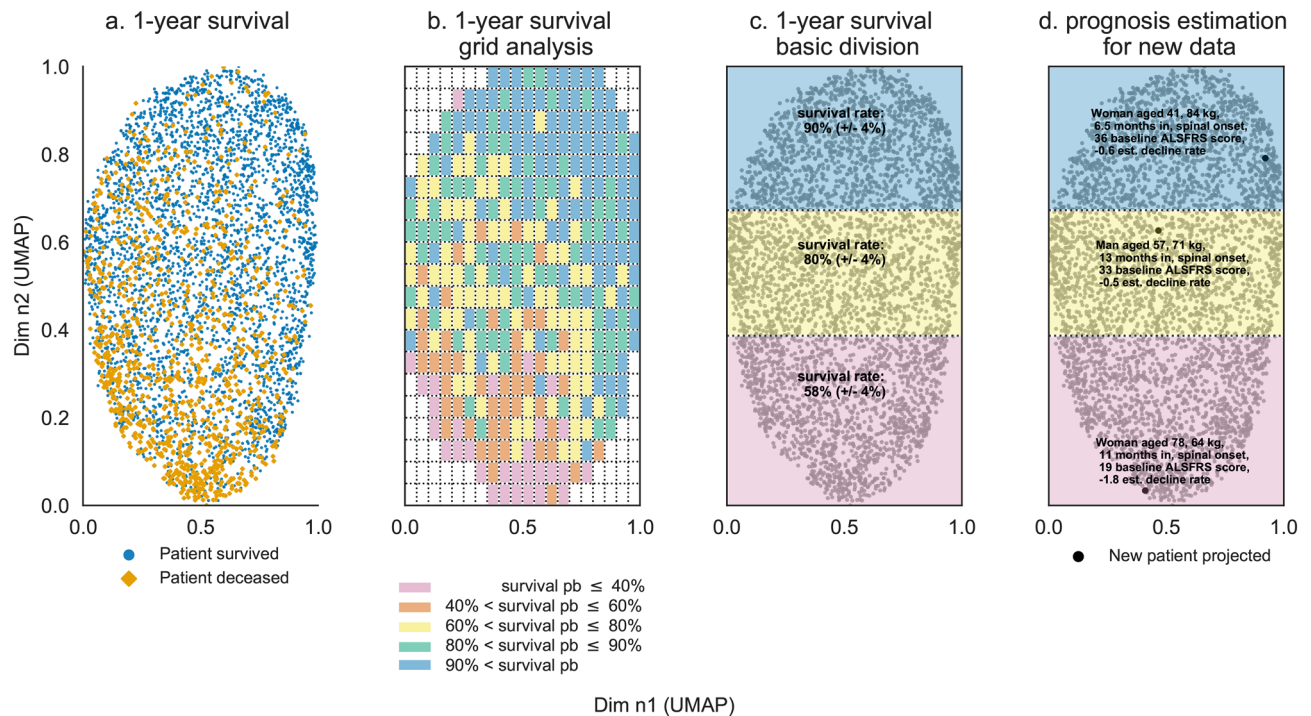 a. 1-year survival
b. 1-year survival
grid analysis
c. 1-year survival
basic division
d. prognosis estimation
for new data
Dim n2 (UMAP)
1.0
0.8
0.6
0.4
0.2
0.0
0.0 0.5 1.0
Patient survived
Patient deceased
0.0 0.5 1.0
survival pb ≤ 40%
40% < survival pb ≤ 60%
60% < survival pb ≤ 80%
80% < survival pb ≤ 90%
90% < survival pb
survival rate:
90% (+/- 4%)
survival rate:
80% (+/- 4%)
survival rate:
58% (+/- 4%)
0.0 0.5 1.0
Woman aged 41, 84 kg,
6.5 months in, spinal onset,
36 baseline ALSFRS score,
-0.6 est. decline rate
Man aged 57, 71 kg,
13 months in, spinal onset,
33 baseline ALSFRS score,
-0.5 est. decline rate
Woman aged 78, 64 kg,
11 months in, spinal onset,
19 baseline ALSFRS score,
-1.8 est. decline rate
0.0 0.5 1.0
New patient projected
Dim n1 (UMAP)